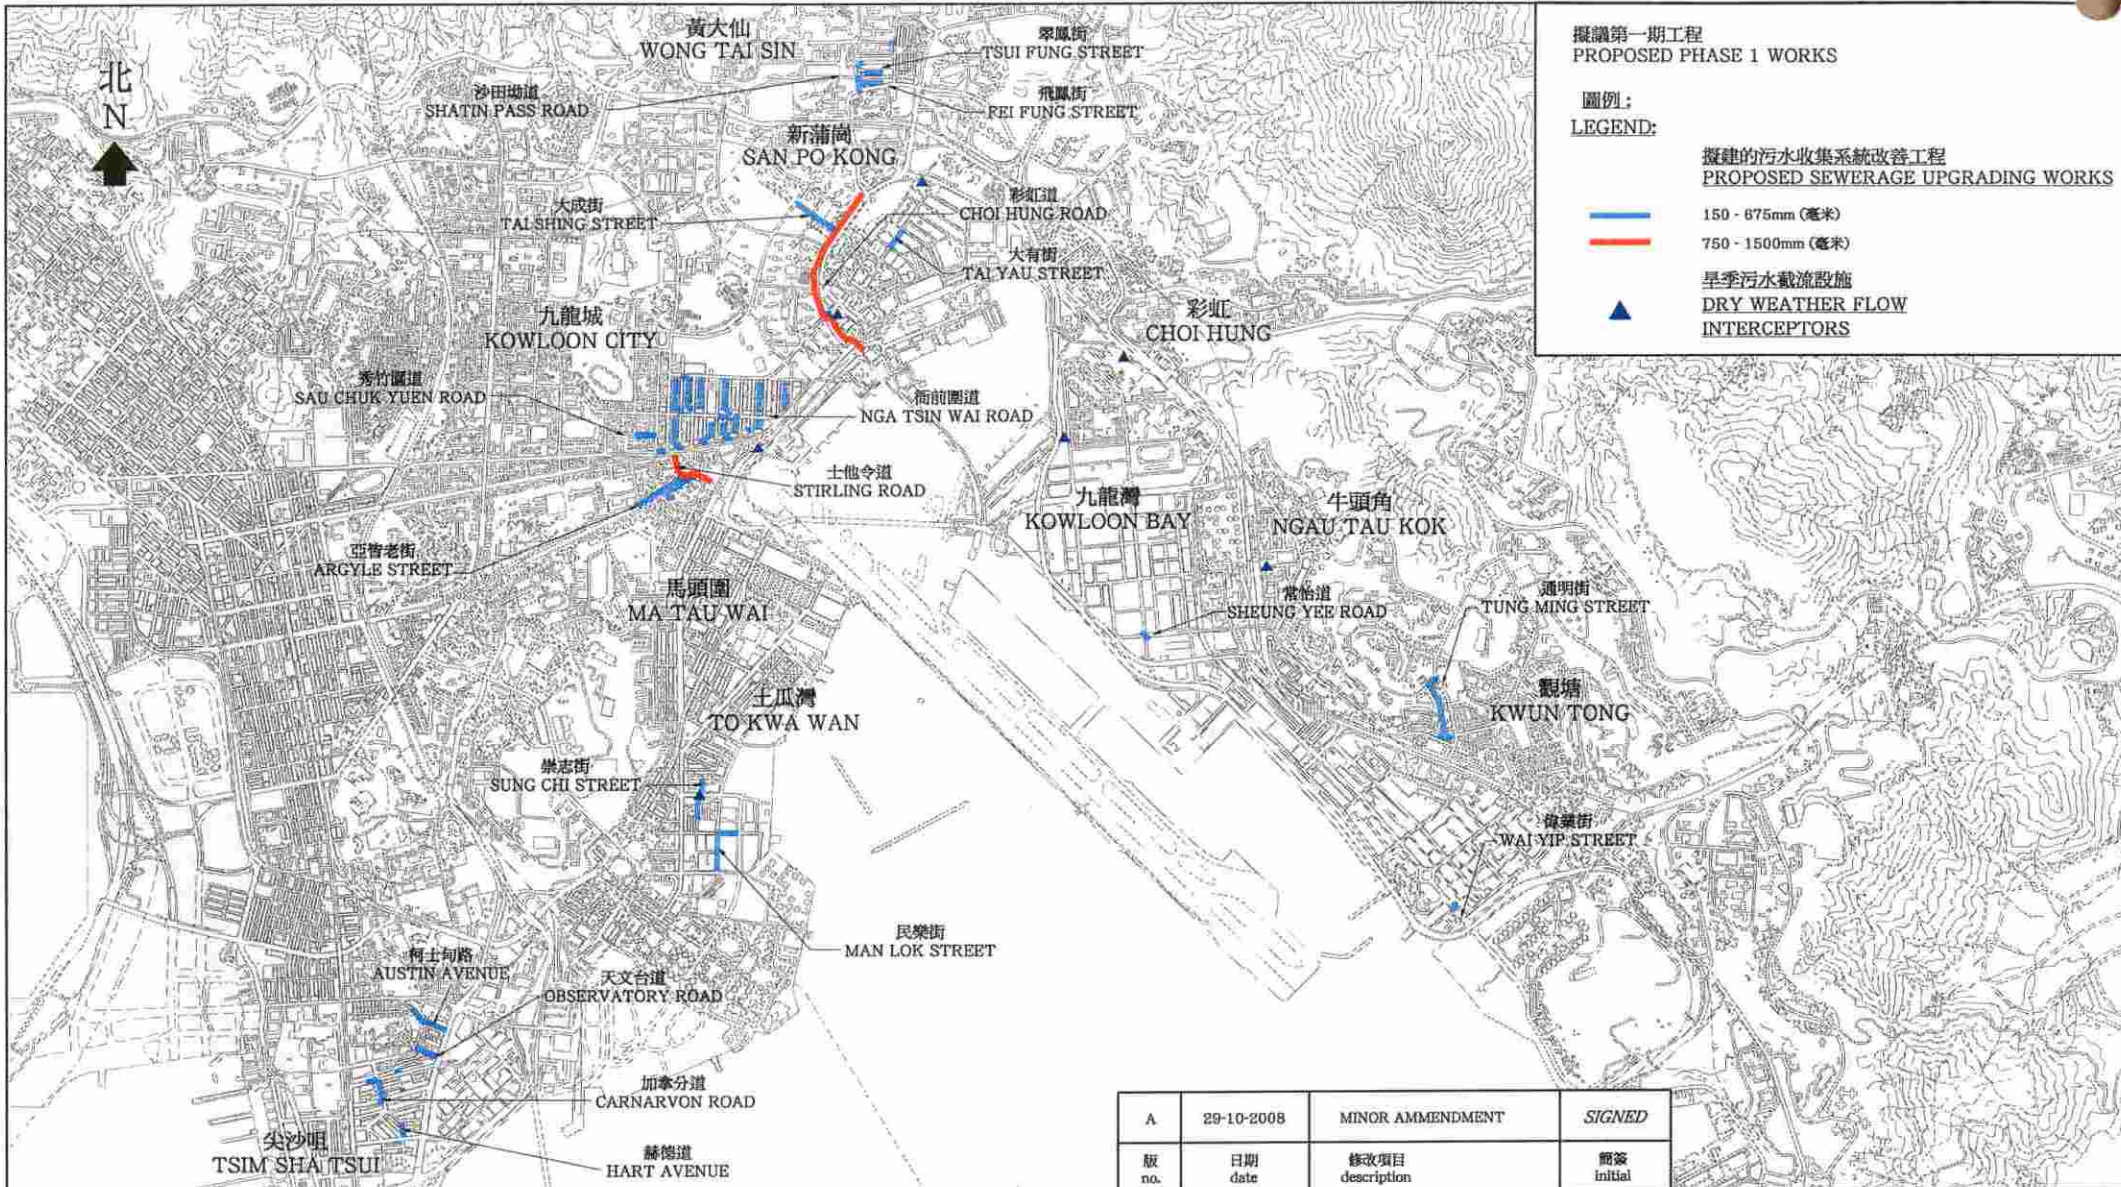 北
N
黃大仙
WONG TAI SIN
翠鳳街
TSUI FUNG STREET
沙田坳道
SHATIN PASS ROAD
飛鳳街
FEI FUNG STREET
新蒲崗
SAN PO KONG
大成街
TAI SHING STREET
彩虹道
CHOI HUNG ROAD
大有街
TAI YAU STREET
九龍城
KOWLOON CITY
彩虹
CHOI HUNG
秀竹園道
SAU CHUK YUEN ROAD
衙前圍道
NGA TSIN WAI ROAD
士他令道
STIRLING ROAD
九龍灣
KOWLOON BAY
牛頭角
NGAU TAU KOK
亞皆老街
ARGYLE STREET
馬頭圍
MA TAU WAI
常怡道
SHEUNG YEE ROAD
通明街
TUNG MING STREET
土瓜灣
TO KWA WAN
觀塘
KWUN TONG
崇志街
SUNG CHI STREET
偉業街
WAI YIP STREET
民樂街
MAN LOK STREET
柯士甸路
AUSTIN AVENUE
天文台道
OBSERVATORY ROAD
加拿分道
CARNARVON ROAD
尖沙咀
TSIM SHA TSUI
赫德道
HART AVENUE
擬議第一期工程
PROPOSED PHASE 1 WORKS
圖例：
LEGEND:
擬建的污水收集系統改善工程
PROPOSED SEWERAGE UPGRADING WORKS
150 - 675mm (毫米)
750 - 1500mm (毫米)
旱季污水截流設施
DRY WEATHER FLOW
INTERCEPTORS
A 29-10-2008 MINOR AMMENDMENT SIGNED
版 日期 修改項目 簡簽
no. date description initial